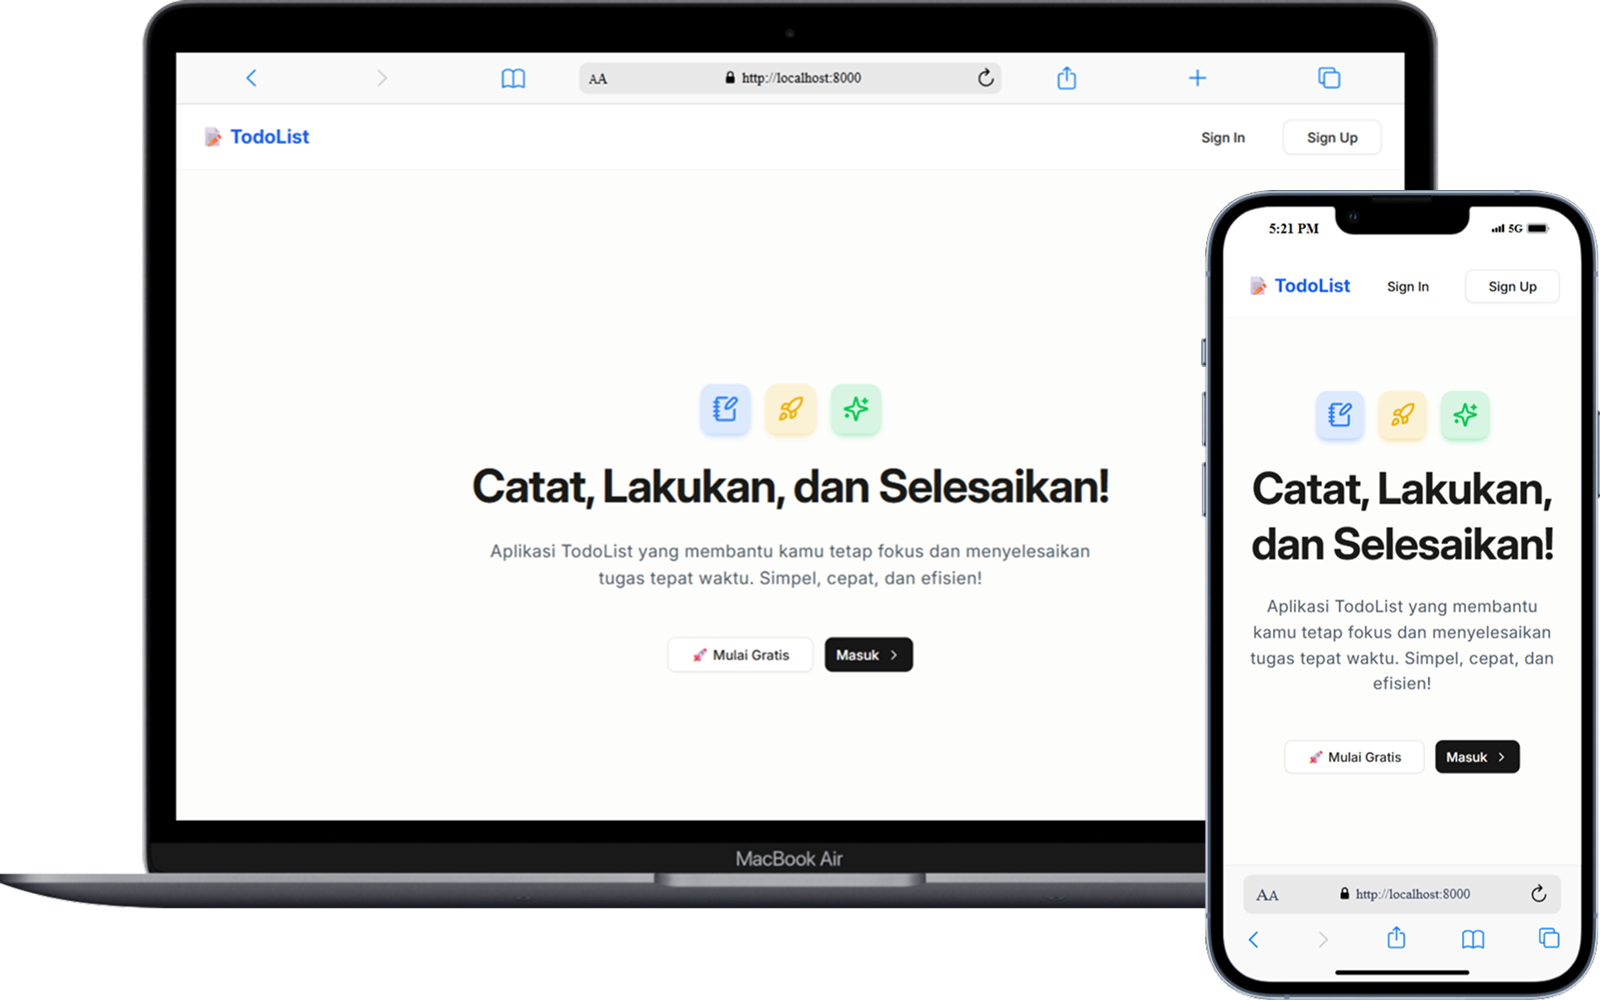 AA http://localhost:8000
TodoList
Sign In
Sign Up
Catat, Lakukan, dan Selesaikan!
Aplikasi TodoList yang membantu kamu tetap fokus dan menyelesaikan
tugas tepat waktu. Simpel, cepat, dan efisien!
Mulai Gratis
Masuk
MacBook Air
5:21 PM
5G
TodoList
Sign In
Sign Up
Catat, Lakukan,
dan Selesaikan!
Aplikasi TodoList yang membantu
kamu tetap fokus dan menyelesaikan
tugas tepat waktu. Simpel, cepat, dan
efisien!
Mulai Gratis
Masuk
AA http://localhost:8000